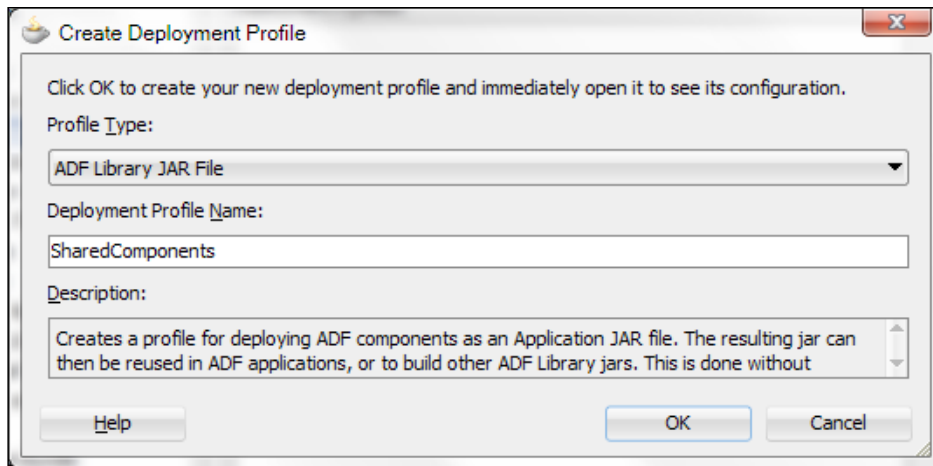 Create Deployment Profile
Click OK to create your new deployment profile and immediately open it to see its configuration.
Profile Type:
ADF Library JAR File
Deployment Profile Name:
SharedComponents
Description:
Creates a profile for deploying ADF components as an Application JAR file. The resulting jar can
then be reused in ADF applications, or to build other ADF Library jars. This is done without
Help
OK
Cancel